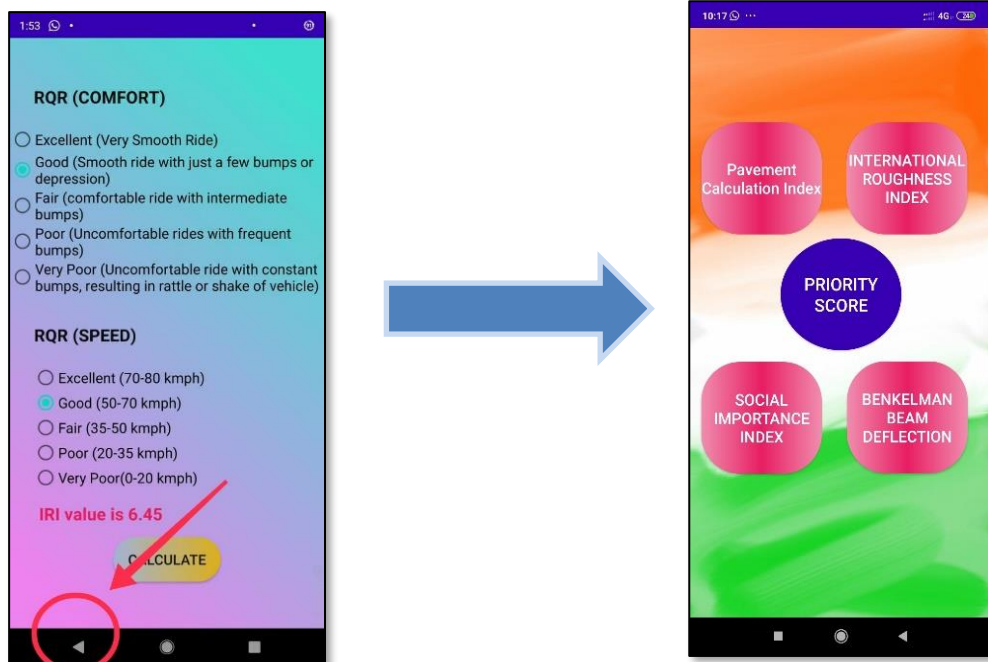 1:53
RQR (COMFORT)
Excellent (Very Smooth Ride)
Good (Smooth ride with just a few bumps or
depression)
Fair (comfortable ride with intermediate
bumps)
Poor (Uncomfortable rides with frequent
bumps)
Very Poor (Uncomfortable ride with constant
bumps, resulting in rattle or shake of vehicle)
RQR (SPEED)
Excellent (70-80 kmph)
Good (50-70 kmph)
Fair (35-50 kmph)
Poor (20-35 kmph)
Very Poor(0-20 kmph)
IRI value is 6.45
CALCULATE
10:17 ... 4G
Pavement
Calculation Index
INTERNATIONAL
ROUGHNESS
INDEX
PRIORITY
SCORE
SOCIAL
IMPORTANCE
INDEX
BENKELMAN
BEAM
DEFLECTION